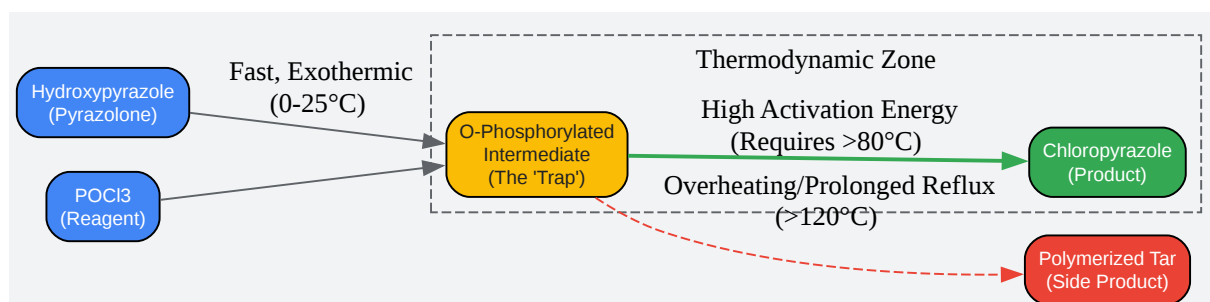 Hydroxypyrazole
(Pyrazolone)
POCl3
(Reagent)
Fast, Exothermic
(0-25°C)
Thermodynamic Zone
O-Phosphorylated
Intermediate
(The 'Trap')
High Activation Energy
(Requires >80°C)
Overheating/Prolonged Reflux
(>120°C)
Chloropyrazole
(Product)
Polymerized Tar
(Side Product)